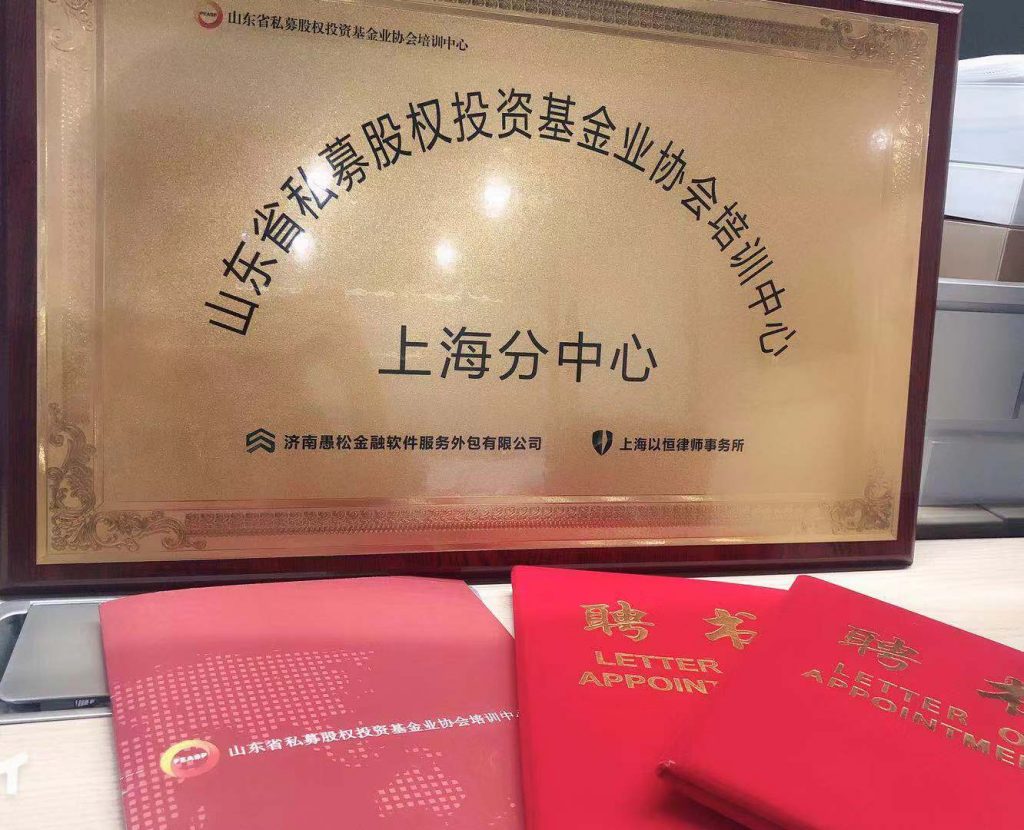 PEASP 山东省私募股权投资基金业协会培训中心
山东省私募股权投资基金业协会培训中心
上海分中心
济南愚松金融软件服务外包有限公司 上海以恒律师事务所
PEASP 山东省私募股权投资基金业协会培训中
聘书
LETTER
APPOINT
聘书
LETTER O
APPOINTME